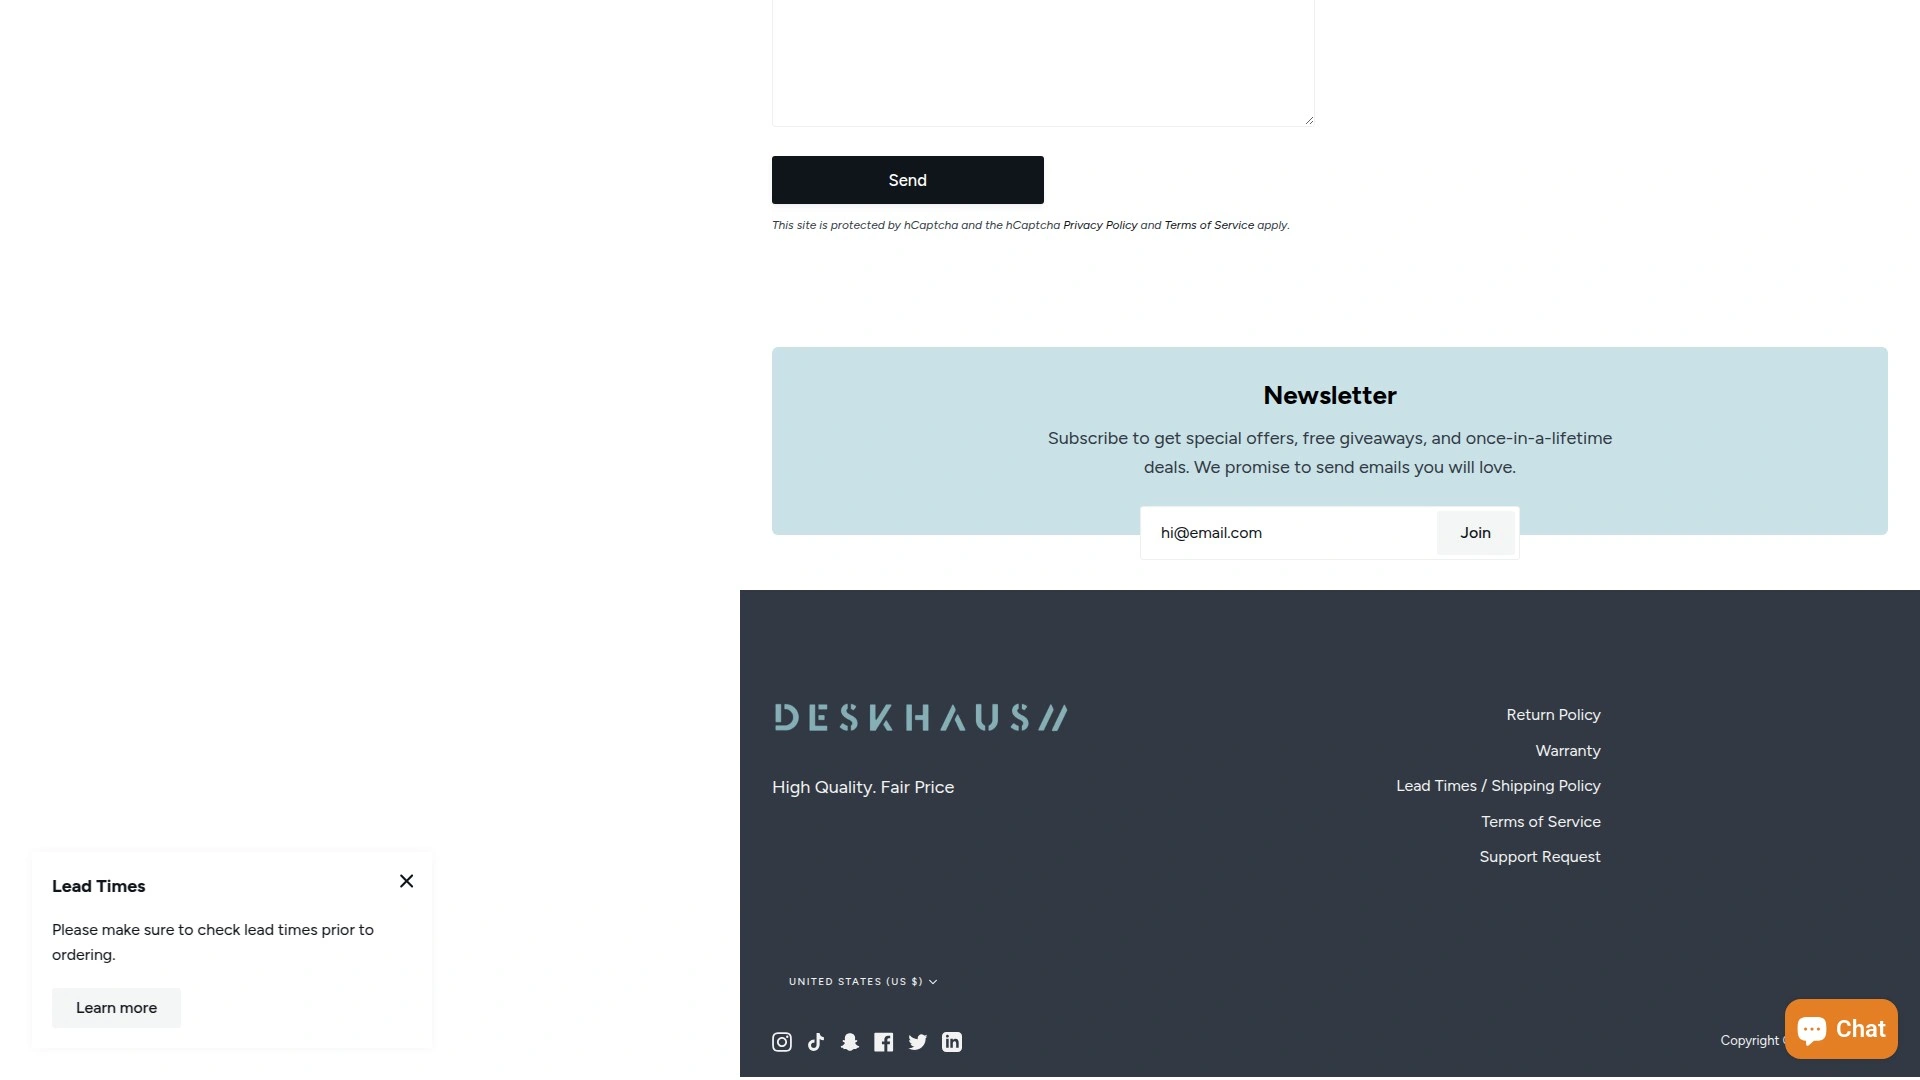 Send
This site is protected by hCaptcha and the hCaptcha Privacy Policy and Terms of Service apply.
Newsletter
Subscribe to get special offers, free giveaways, and once-in-a-lifetime
deals. We promise to send emails you will love.
hi@email.com
Join
DESKHAUS
High Quality. Fair Price
Return Policy
Warranty
Lead Times / Shipping Policy
Terms of Service
Support Request
Lead Times
Please make sure to check lead times prior to
ordering.
Learn more
UNITED STATES (US $)
Copyright
Chat